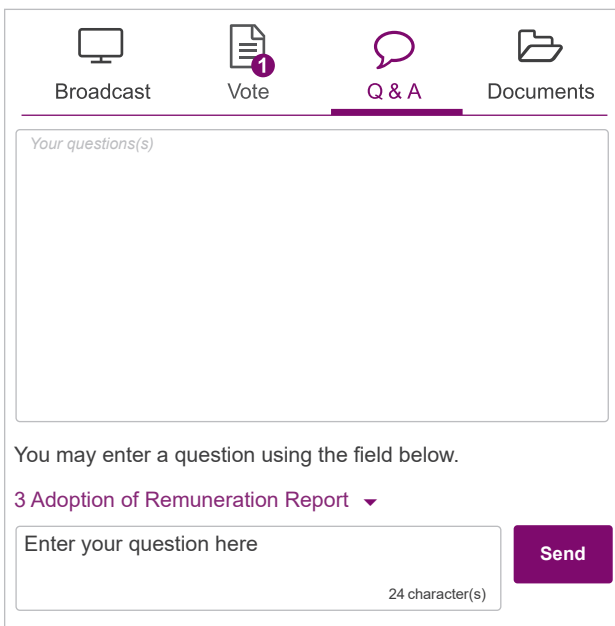 1
Broadcast Vote Q & A Documents
Your questions(s)
You may enter a question using the field below.
3 Adoption of Remuneration Report
Enter your question here
Send
24 character(s)